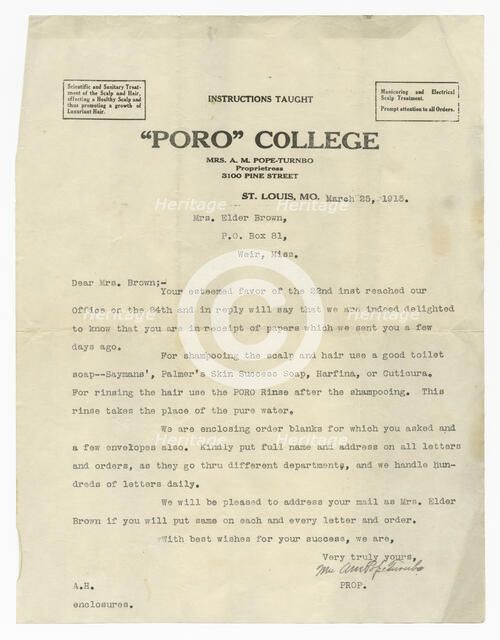 Scientific and Sanitary Treat-
ment of the Scalp and Hair,
effecting a Healthy Scalp and
thus promoting a growth of
Luxuriant Hair.
INSTRUCTIONS TAUGHT
Manicuring and Electrical
Scalp Treatment.
Prompt attention to all Orders.
"PORO" COLLEGE
MRS. A. M. POPE-TURNBO
Proprietress
3100 PINE STREET
ST. LOUIS, MO. March 25, 1915.
Mrs. Elder Brown,
P.O. Box 81,
Weir, Miss.
Dear Mrs. Brown;-
Your esteemed favor of the 22nd inst reached our
Office on the 24th and in reply will say that we are indeed delighted
to know that you are in receipt of papers which we sent you a few
days ago.
For shampooing the scalp and hair use a good toilet
soap--Saymans', Palmer's Skin Success Soap, Harfina, or Cuticura.
For rinsing the hair use the PORO Rinse after the shampooing. This
rinse takes the place of the pure water.
We are enclosing order blanks for which you asked and
a few envelopes also. Kindly put full name and address on all letters
and orders, as they go thru different departments, and we handle hun-
dreds of letters daily.
We will be pleased to address your mail as Mrs. Elder
Brown if you will put same on each and every letter and order.
With best wishes for your success, we are,
Very truly yours,
Mrs AMPopeTurnbo
PROP.
A.H.
enclosures.
Heritage
Heritage
Heritage
Heritage
Heritage
Heritage
C